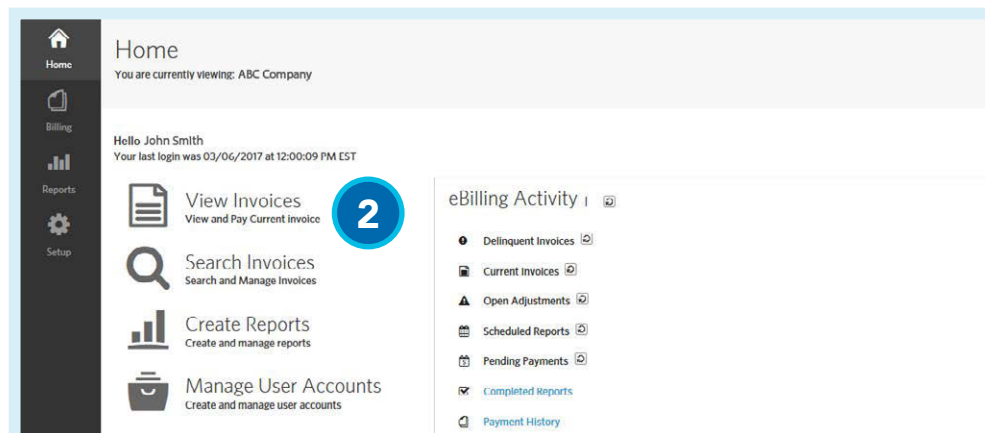 Home
Billing
Reports
Setup
Home
You are currently viewing: ABC Company
Hello John Smith
Your last login was 03/06/2017 at 12:00:09 PM EST
View Invoices
View and Pay Current invoice
2
Search Invoices
Search and Manage Invoices
Create Reports
Create and manage reports
Manage User Accounts
Create and manage user accounts
eBilling Activity |
Delinquent Invoices
Current Invoices
Open Adjustments
Scheduled Reports
Pending Payments
Completed Reports
Payment History